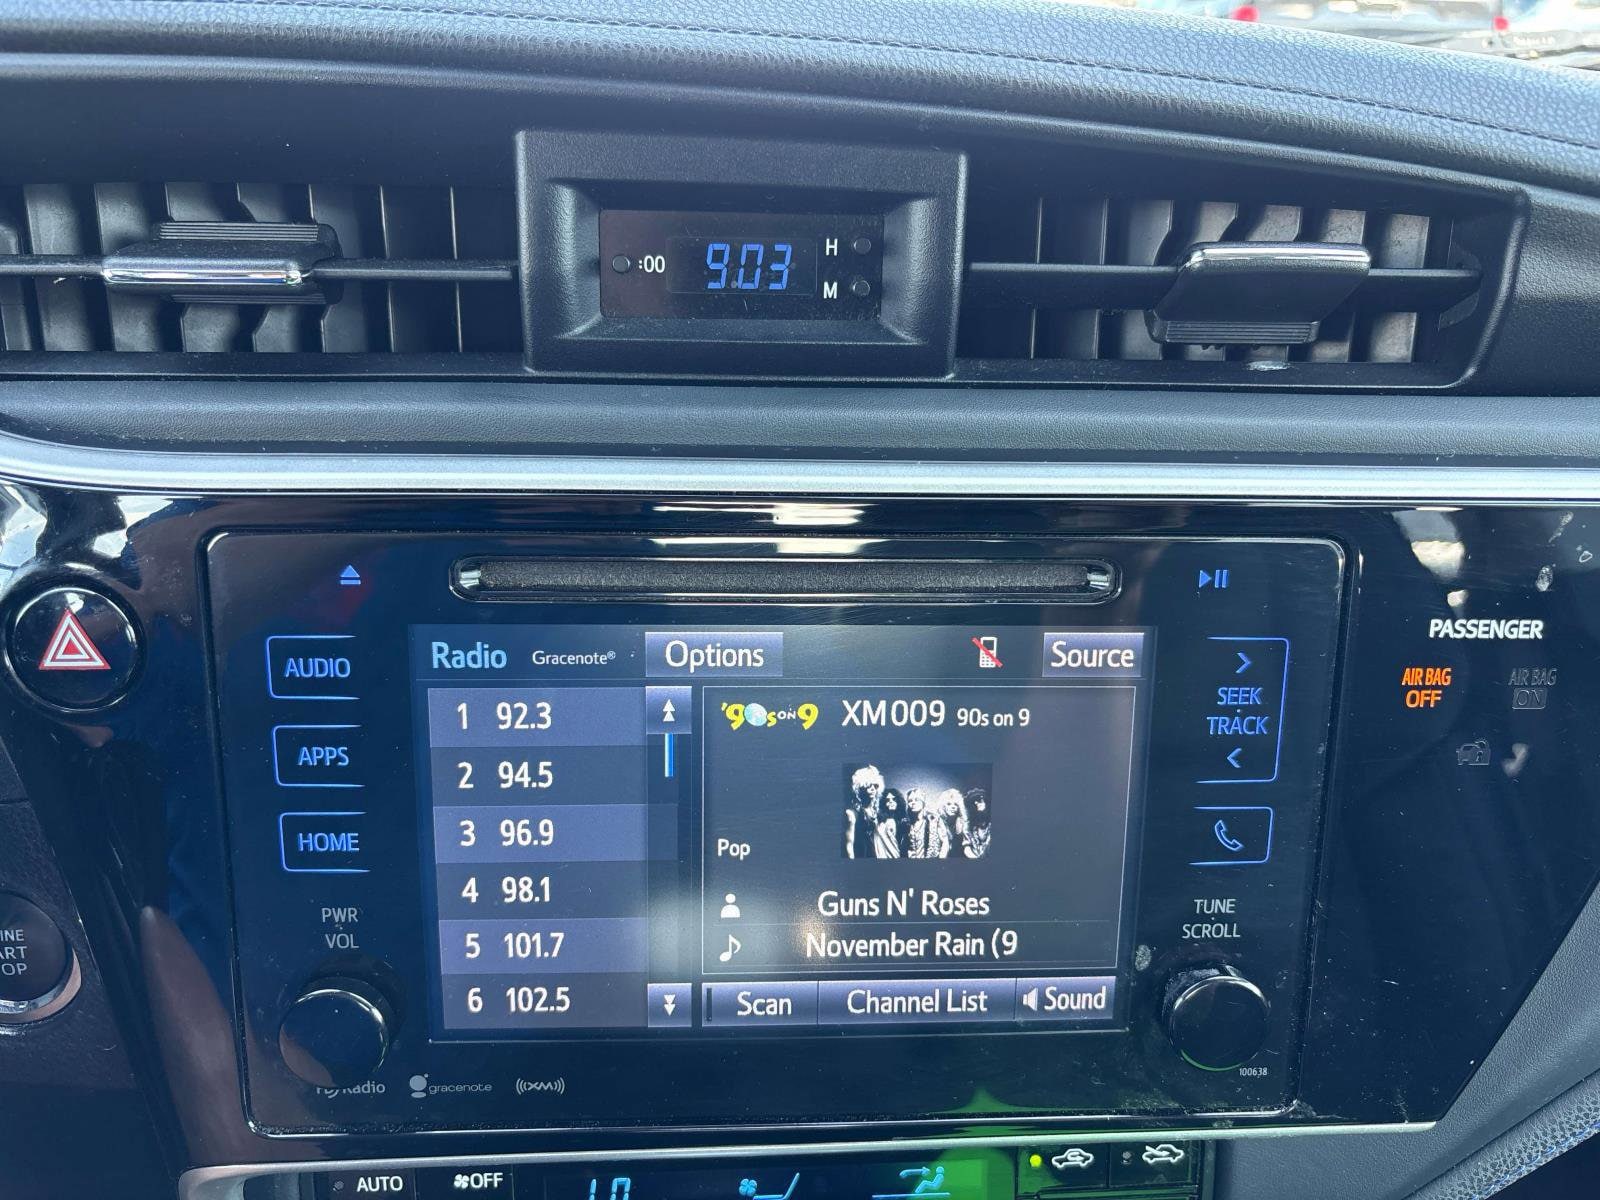 :00 9:03 H
M
Radio Gracenote® Options Source
AUDIO
APPS
HOME
PWR
VOL
1 92.3
2 94.5
3 96.9
4 98.1
5 101.7
6 102.5
'90s ON 9 XM009 90s on 9
Pop
Guns N' Roses
November Rain (9
Scan Channel List Sound
SEEK
TRACK
TUNE
SCROLL
100638
PASSENGER
AIR BAG
OFF
AIR BAG
ON
HD Radio gracenote ((XM))
AUTO OFF